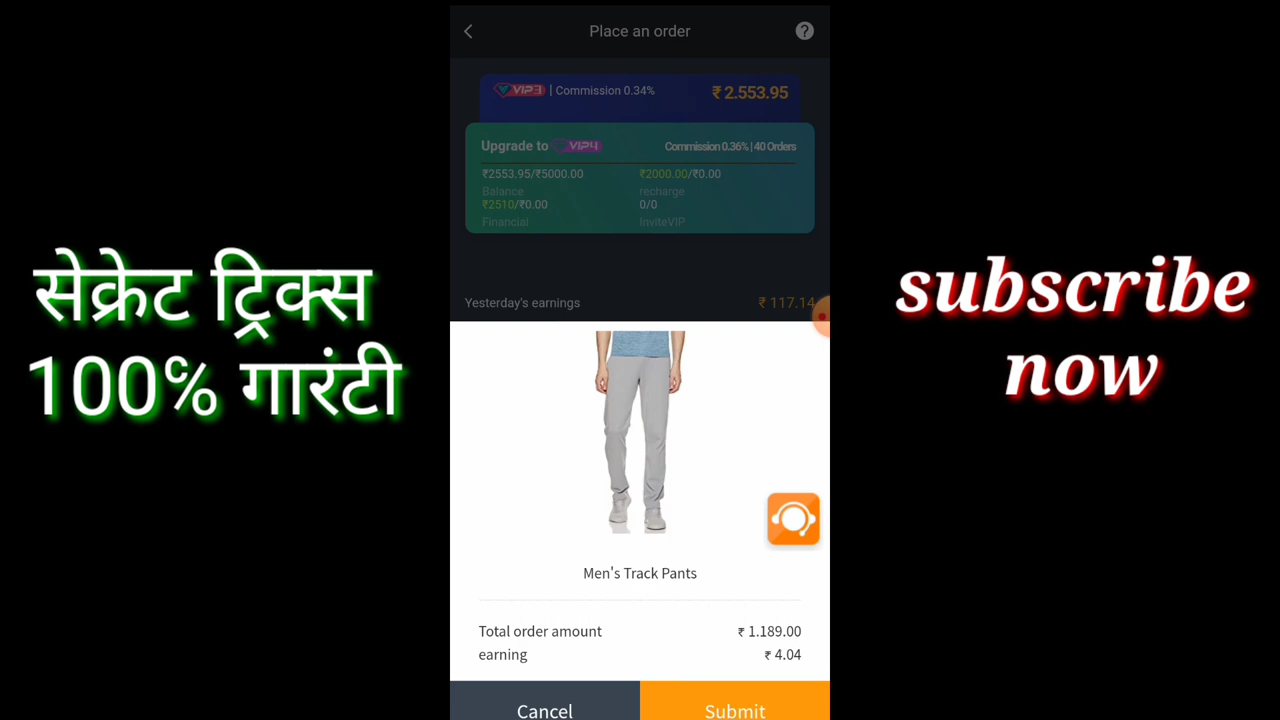 Place an order
VIP3 | Commission 0.34% ₹ 2.553.95
Upgrade to VIP4 Commission 0.36% | 40 Orders
₹2553.95/₹5000.00 ₹2000.00/₹0.00
Balance recharge
₹2510/₹0.00 0/0
Financial InviteVIP
Yesterday's earnings ₹ 117.14
सेक्रेट ट्रिक्स
100% गारंटी
subscribe
now
Men's Track Pants
Total order amount ₹ 1.189.00
earning ₹ 4.04
Cancel Submit